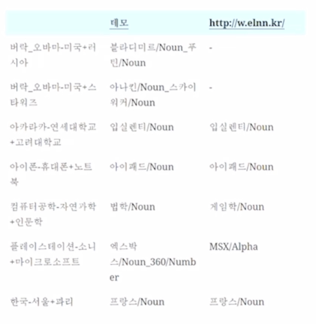 데모 http://w.elnn.kr/
버락_오바마-미국+러 블라디미르/Noun_푸 -
시아 틴/Noun
버락_오바마-미국+스 아나킨/Noun_스카이 -
타워즈 워커/Noun
아카라카-연세대학교 입실렌티/Noun 입실렌티/Noun
+고려대학교
아이폰-휴대폰+노트 아이패드/Noun 아이패드/Noun
북
컴퓨터공학-자연과학 법학/Noun 게임학/Noun
+인문학
플레이스테이션-소니 엑스박 MSX/Alpha
+마이크로소프트 스/Noun_360/Numb
er
한국-서울+파리 프랑스/Noun 프랑스/Noun